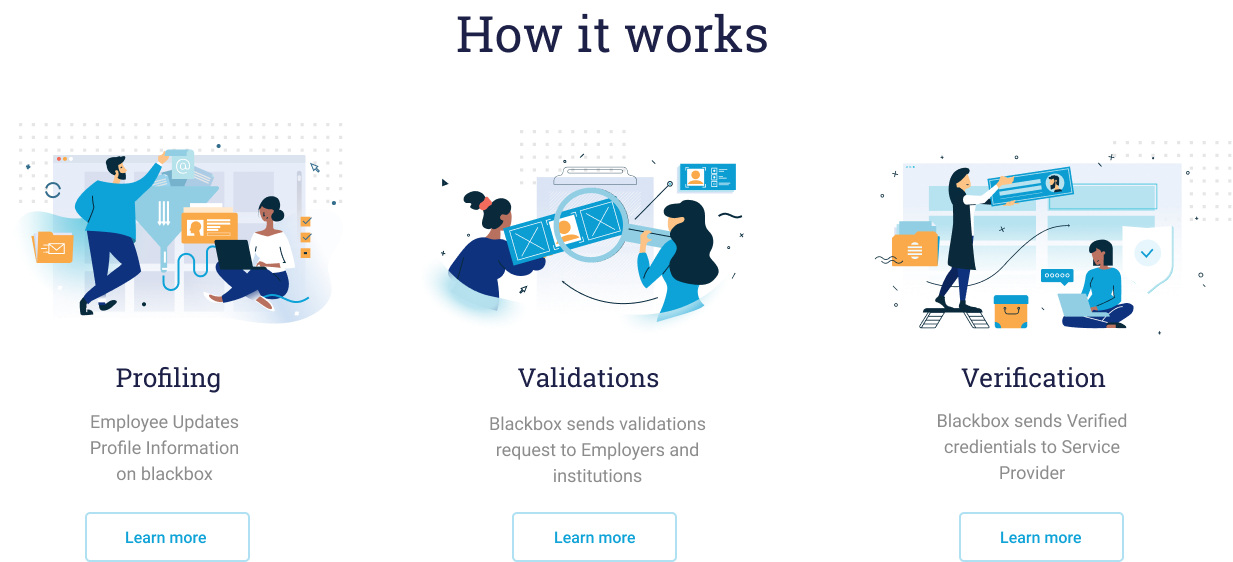 How it works
Profiling
Employee Updates
Profile Information
on blackbox
Learn more
Validations
Blackbox sends validations
request to Employers and
institutions
Learn more
Verification
Blackbox sends Verified
credentials to Service
Provider
Learn more